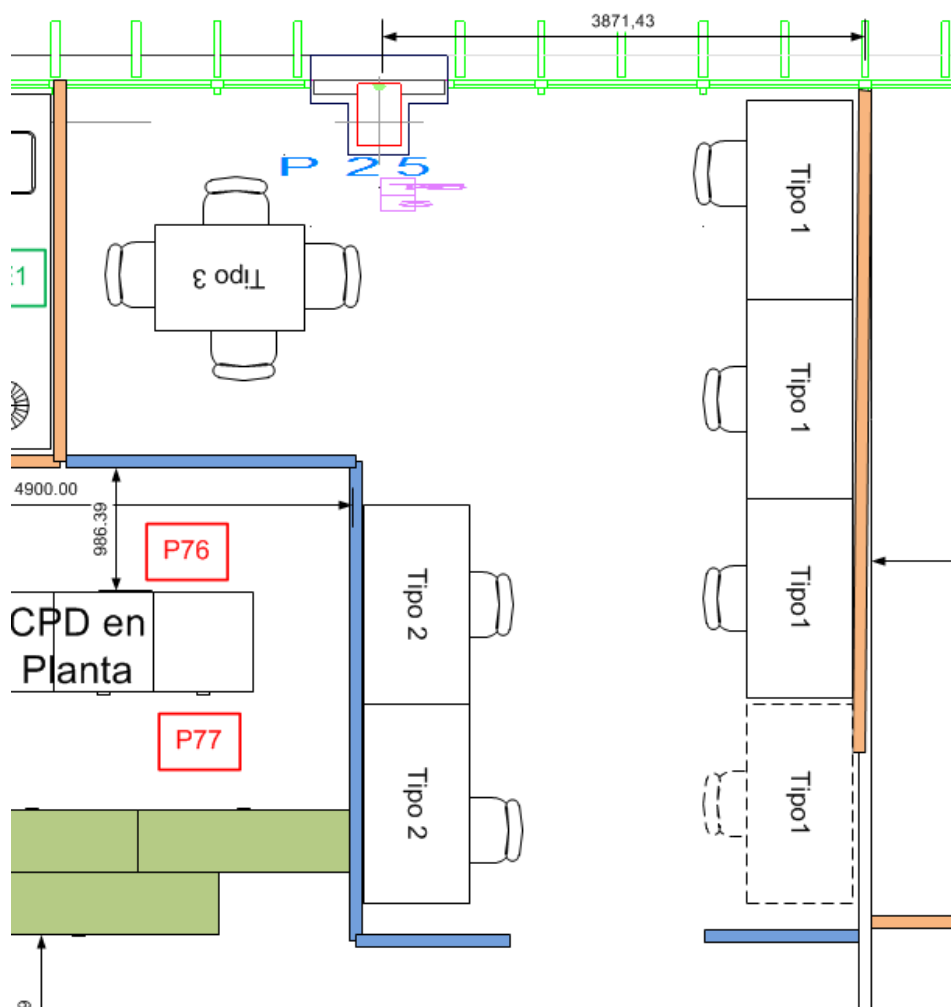 3871,43
P 25
Tipo 1
Tipo 3
Tipo 1
4900.00
986.39
P76
Tipo 2
Tipo1
CPD en
Planta
P77
Tipo 2
Tipo1